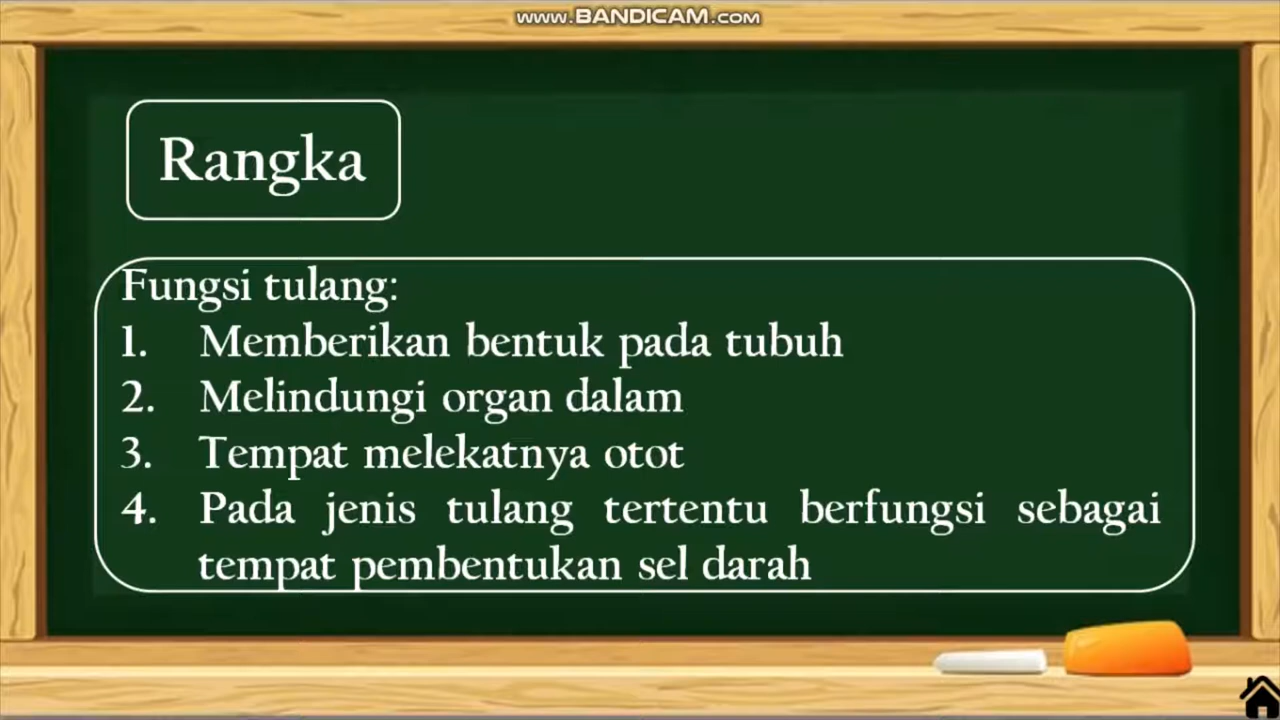 www.BANDICAM.com
Rangka
Fungsi tulang:
1. Memberikan bentuk pada tubuh
2. Melindungi organ dalam
3. Tempat melekatnya otot
4. Pada jenis tulang tertentu berfungsi sebagai
tempat pembentukan sel darah